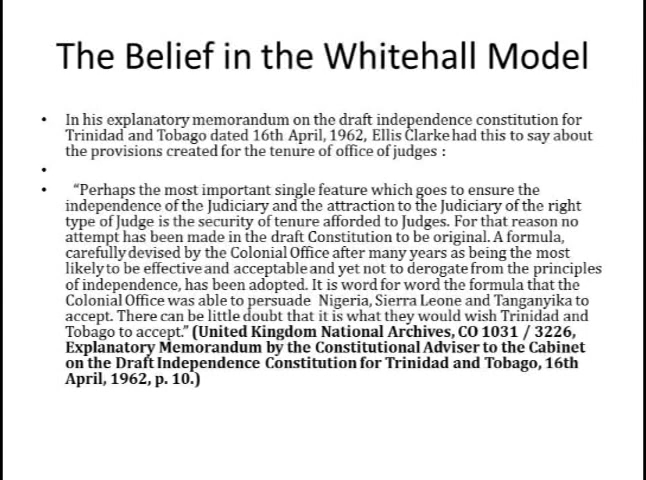 The Belief in the Whitehall Model
• In his explanatory memorandum on the draft independence constitution for
Trinidad and Tobago dated 16th April, 1962, Ellis Clarke had this to say about
the provisions created for the tenure of office of judges :
•
• “Perhaps the most important single feature which goes to ensure the
independence of the Judiciary and the attraction to the Judiciary of the right
type of Judge is the security of tenure afforded to Judges. For that reason no
attempt has been made in the draft Constitution to be original. A formula,
carefully devised by the Colonial Office after many years as being the most
likely to be effective and acceptable and yet not to derogate from the principles
of independence, has been adopted. It is word for word the formula that the
Colonial Office was able to persuade Nigeria, Sierra Leone and Tanganyika to
accept. There can be little doubt that it is what they would wish Trinidad and
Tobago to accept.” (United Kingdom National Archives, CO 1031 / 3226,
Explanatory Memorandum by the Constitutional Adviser to the Cabinet
on the Draft Independence Constitution for Trinidad and Tobago, 16th
April, 1962, p. 10.)